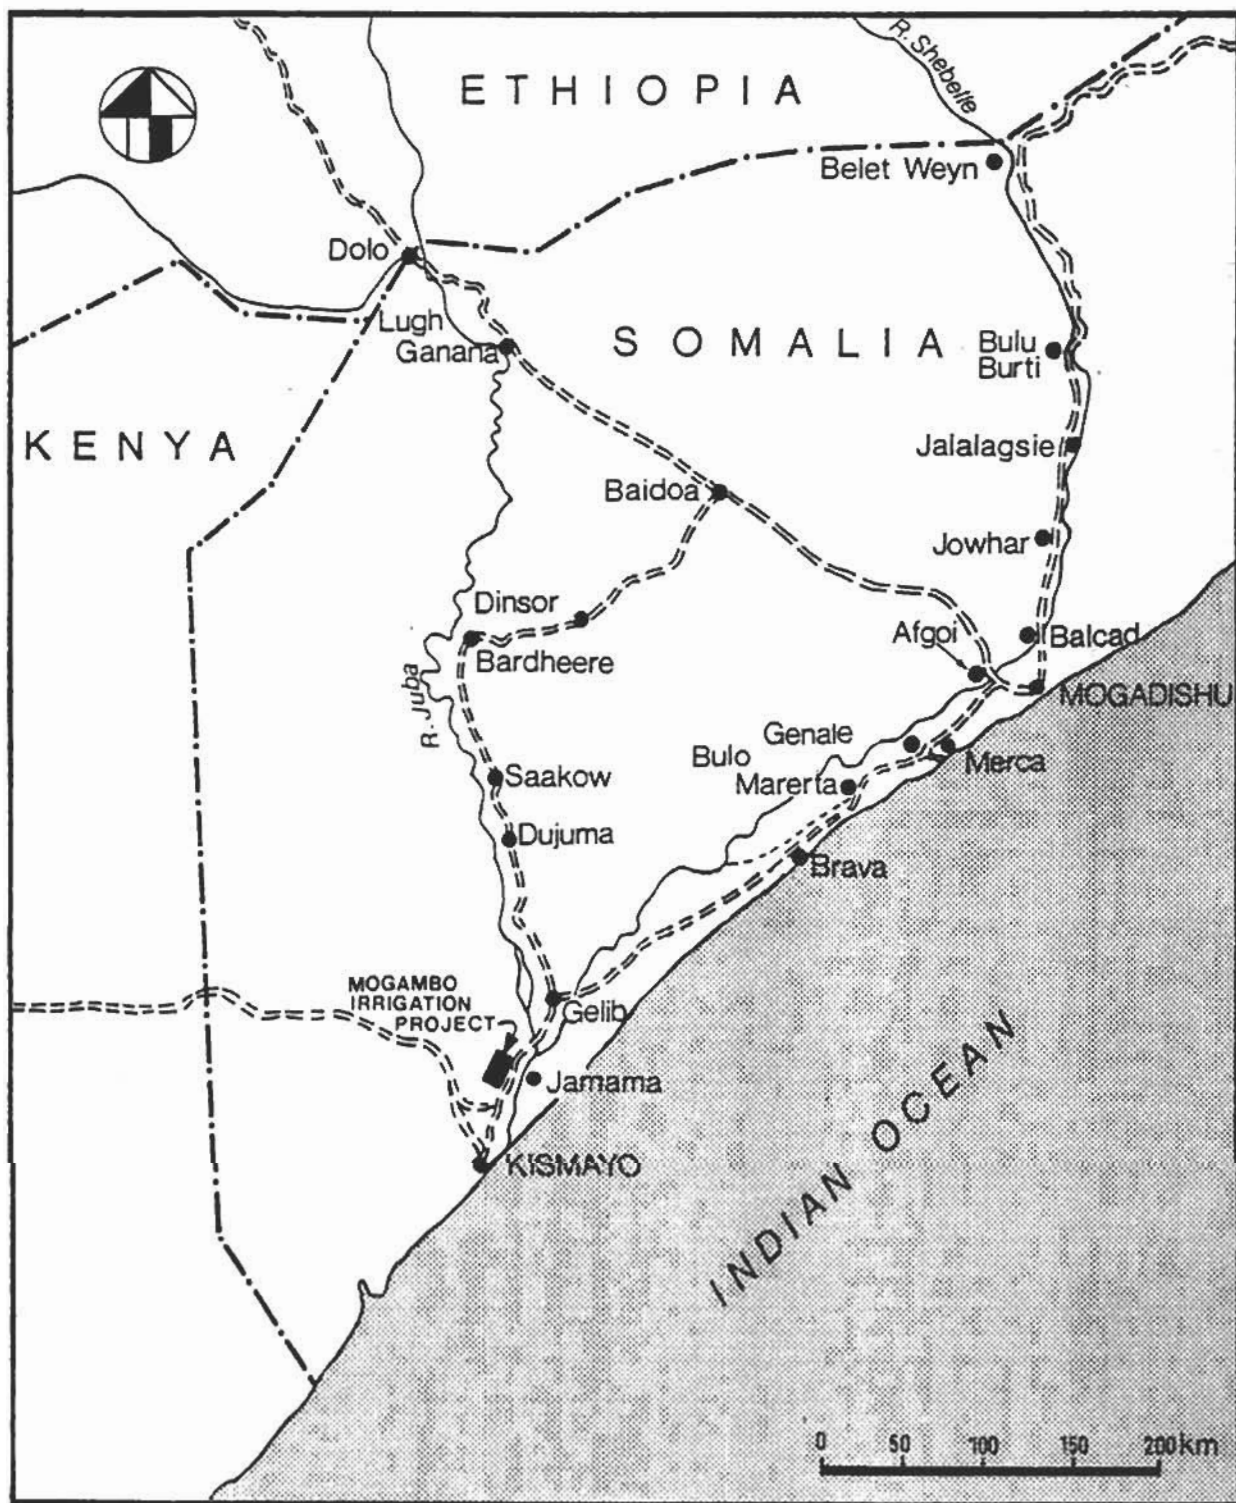 R. Shebelle
ETHIOPIA
Belet Weyn
Dolo
Lugh
Ganana
SOMALIA
Bulu
Burti
KENYA
Jalalagsie
Baidoa
Jowhar
Dinsor
Afgoi
Balcad
Bardheere
MOGADISHU
R. Juba
Genale
Bulo
Marerta
Merca
Saakow
Dujuma
Brava
MOGAMBO
IRRIGATION
PROJECT
Gelib
Jamama
KISMAYO
INDIAN OCEAN
0 50 100 150 200km